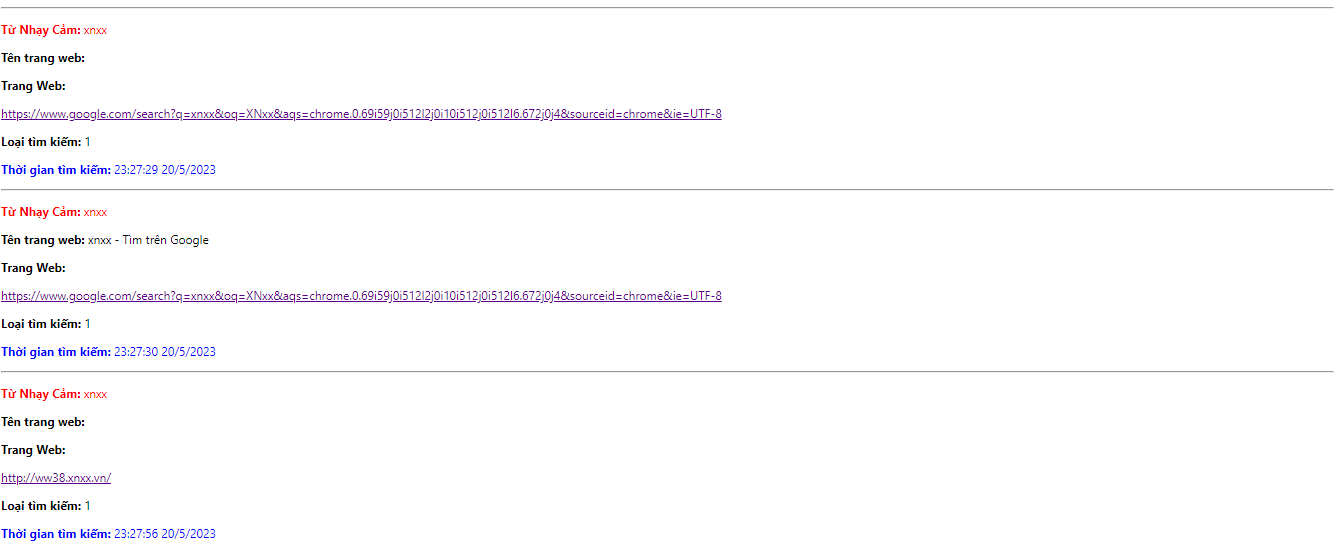 Từ Nhạy Cảm: xnxx
Tên trang web:
Trang Web:
https://www.google.com/search?q=xnxx&oq=XNxx&aqs=chrome.0.69i59j0i512l2j0i10i512j0i512l6.672j0j4&sourceid=chrome&ie=UTF-8
Loại tìm kiếm: 1
Thời gian tìm kiếm: 23:27:29 20/5/2023
Từ Nhạy Cảm: xnxx
Tên trang web: xnxx - Tìm trên Google
Trang Web:
https://www.google.com/search?q=xnxx&oq=XNxx&aqs=chrome.0.69i59j0i512l2j0i10i512j0i512l6.672j0j4&sourceid=chrome&ie=UTF-8
Loại tìm kiếm: 1
Thời gian tìm kiếm: 23:27:30 20/5/2023
Từ Nhạy Cảm: xnxx
Tên trang web:
Trang Web:
http://ww38.xnxx.vn/
Loại tìm kiếm: 1
Thời gian tìm kiếm: 23:27:56 20/5/2023